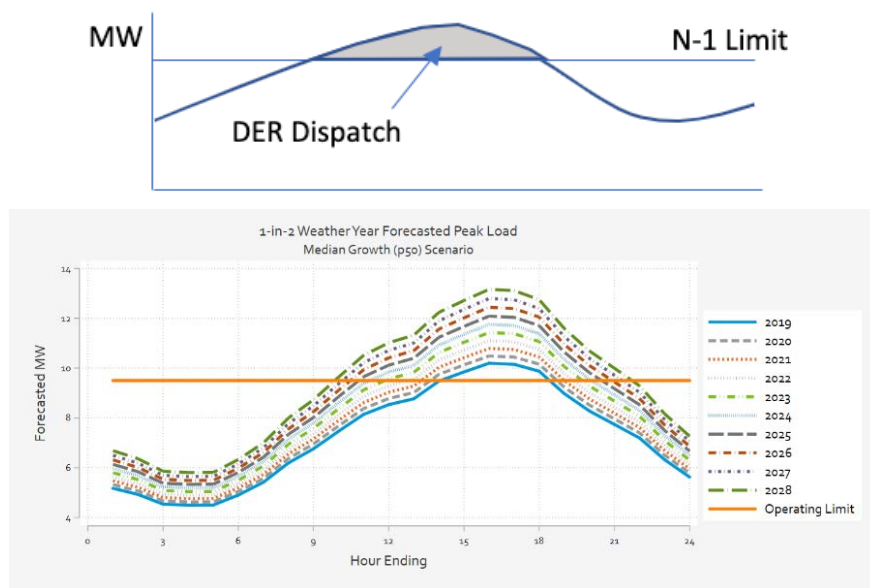 MW
N-1 Limit
DER Dispatch
1-in-2 Weather Year Forecasted Peak Load
Median Growth (p50) Scenario
Forecasted MW
14
12
10
8
6
4
0 3 6 9 12 15 18 21 24
Hour Ending
2019
2020
2021
2022
2023
2024
2025
2026
2027
2028
Operating Limit